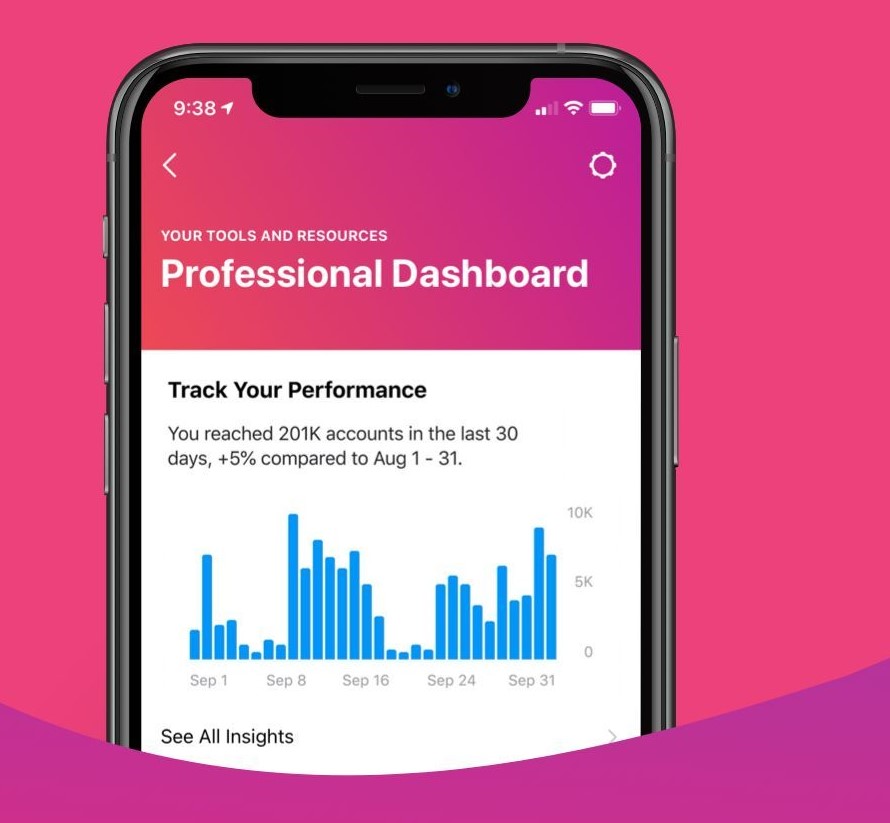 9:38
YOUR TOOLS AND RESOURCES
Professional Dashboard
Track Your Performance
You reached 201K accounts in the last 30
days, +5% compared to Aug 1 - 31.
10K
5K
0
Sep 1 Sep 8 Sep 16 Sep 24 Sep 31
See All Insights